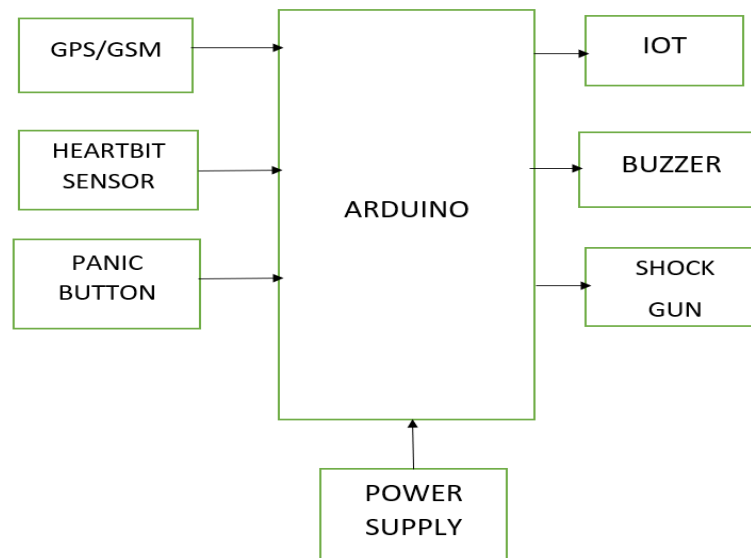 GPS/GSM
HEARTBIT
SENSOR
PANIC
BUTTON
ARDUINO
IOT
BUZZER
SHOCK
GUN
POWER
SUPPLY